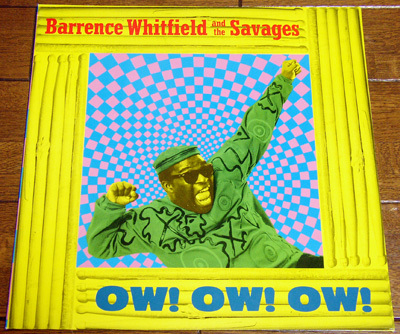 Barrence Whitfield and the Savages
OW! OW! OW!